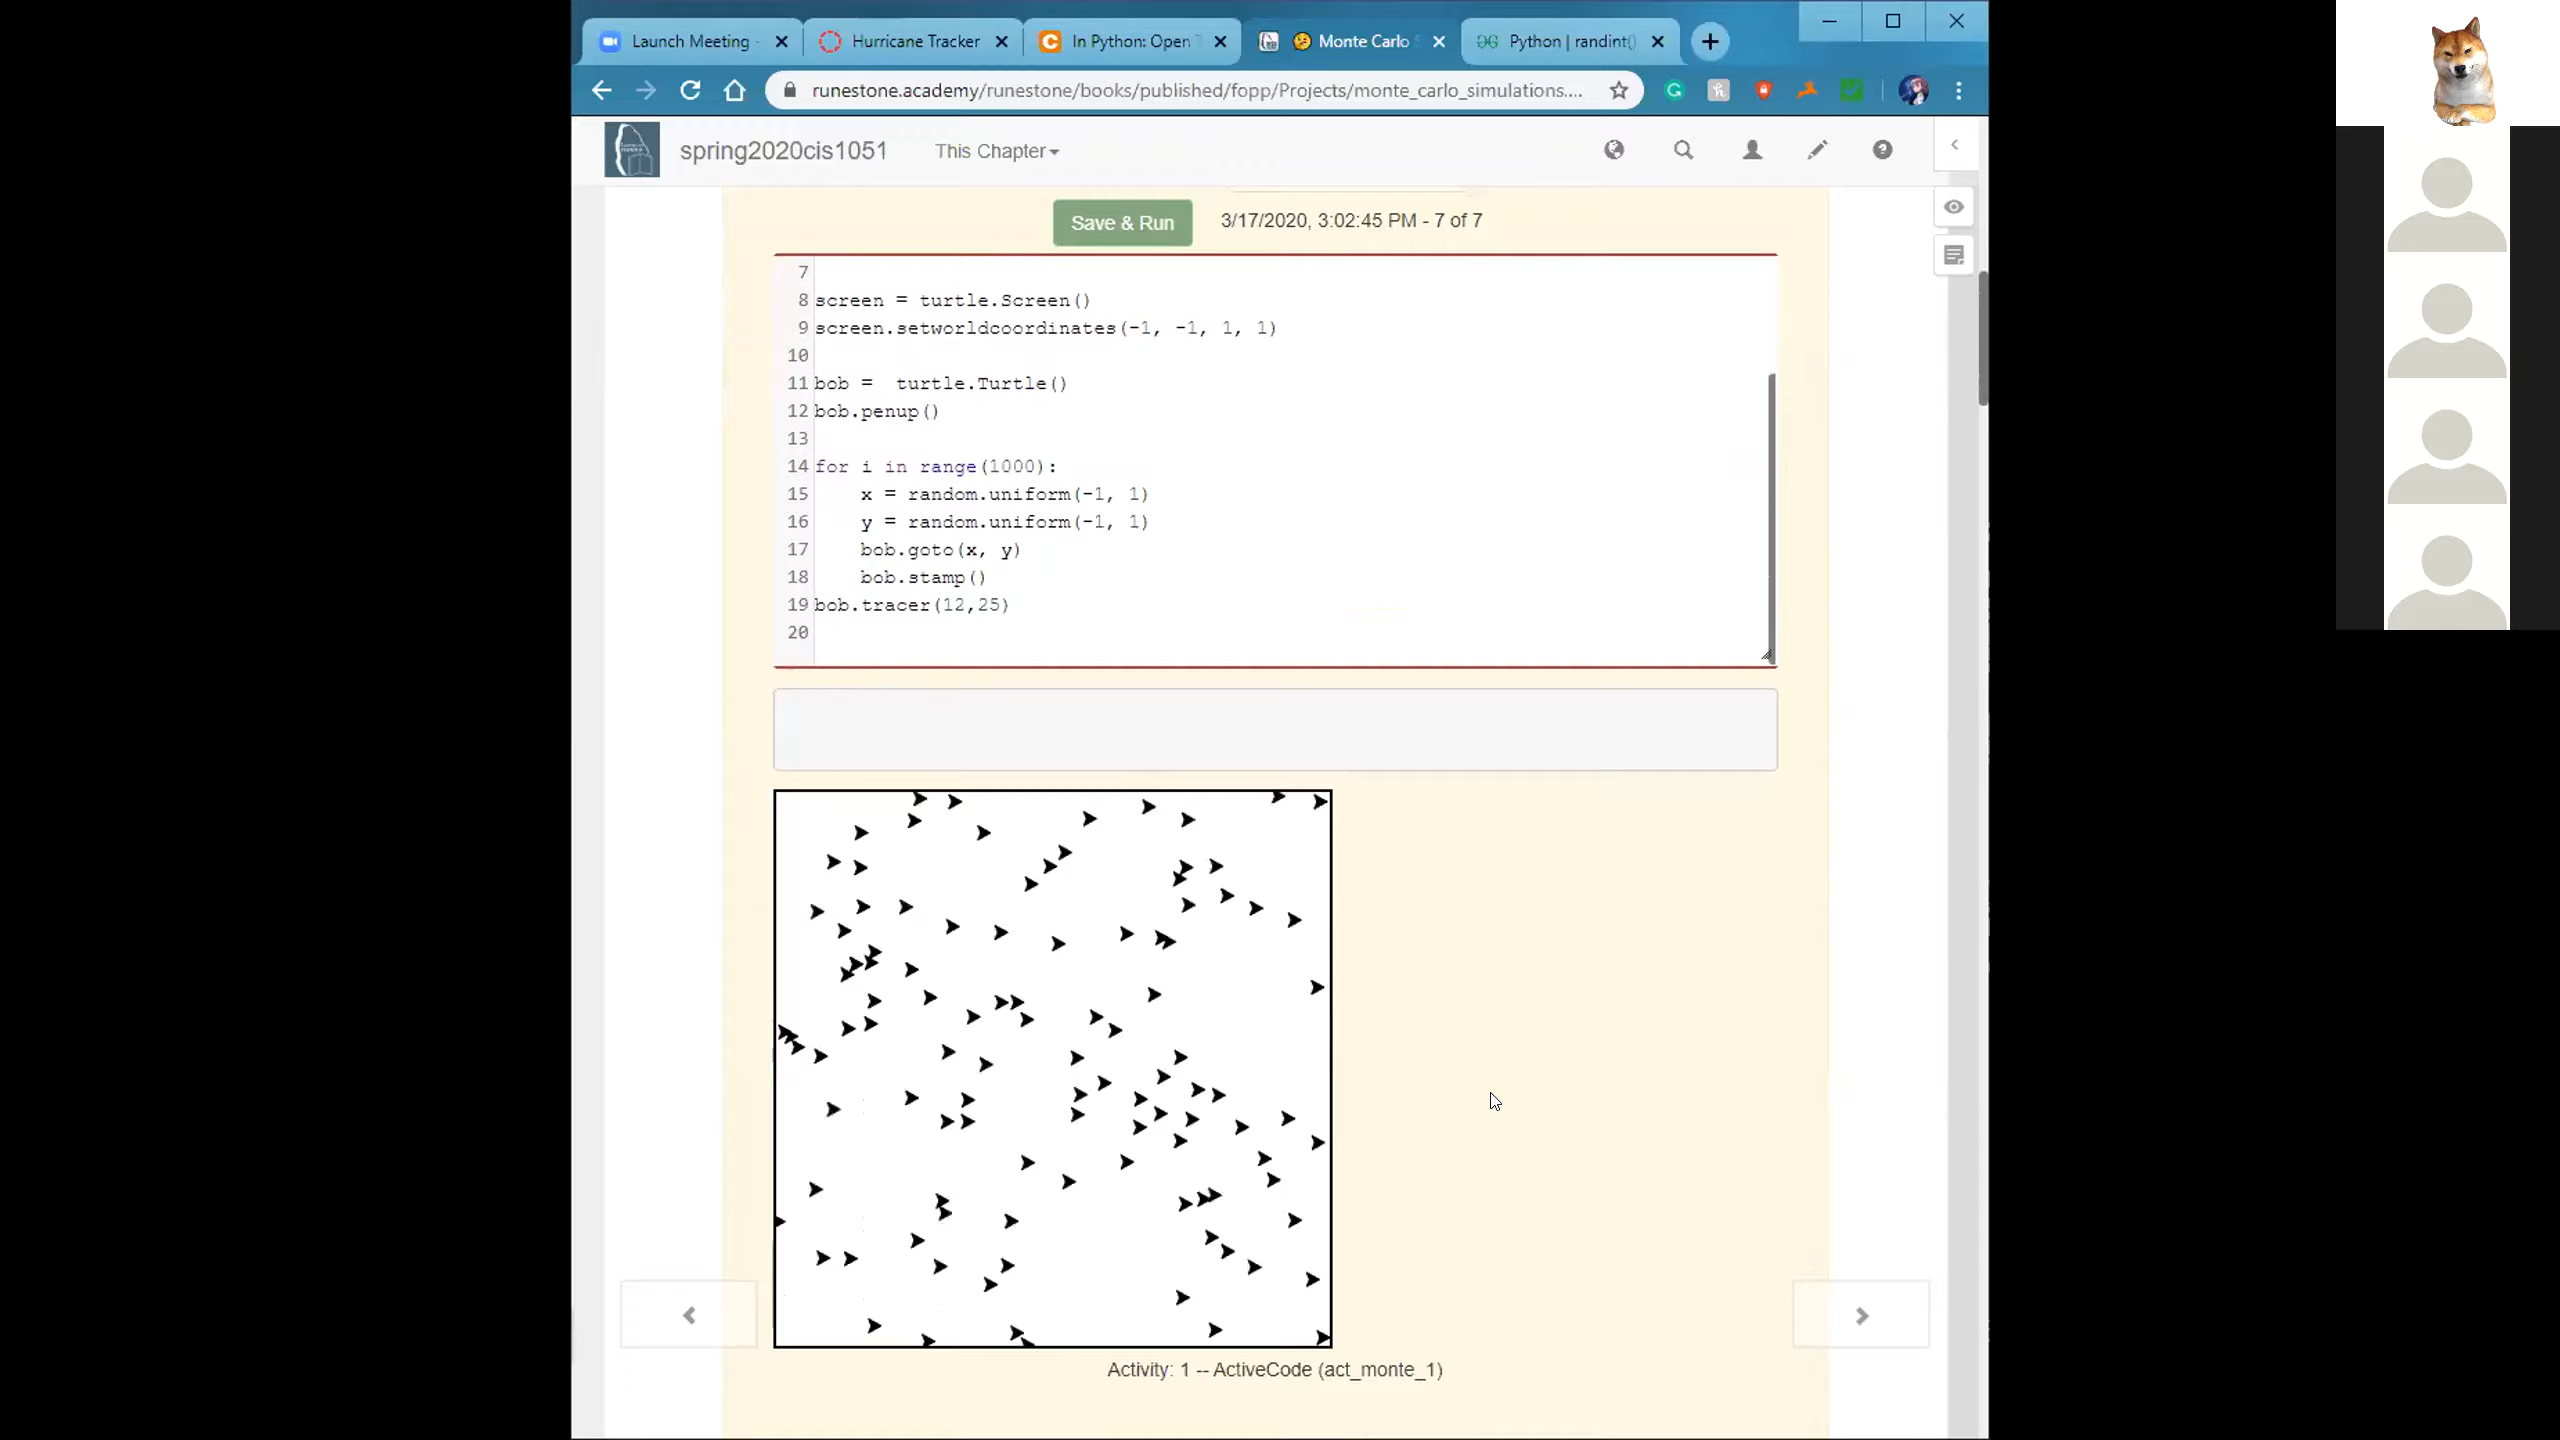 Launch Meeting -
Hurricane Tracker
In Python: Open T
Monte Carlo S
Python | randint()
runestone.academy/runestone/books/published/fopp/Projects/monte_carlo_simulations....
spring2020cis1051
This Chapter
Save & Run
3/17/2020, 3:02:45 PM - 7 of 7
7
8 screen = turtle.Screen()
9 screen.setworldcoordinates(-1, -1, 1, 1)
10
11 bob =  turtle.Turtle()
12 bob.penup()
13
14 for i in range(1000):
15     x = random.uniform(-1, 1)
16     y = random.uniform(-1, 1)
17     bob.goto(x, y)
18     bob.stamp()
19 bob.tracer(12,25)
20
Activity: 1 -- ActiveCode (act_monte_1)